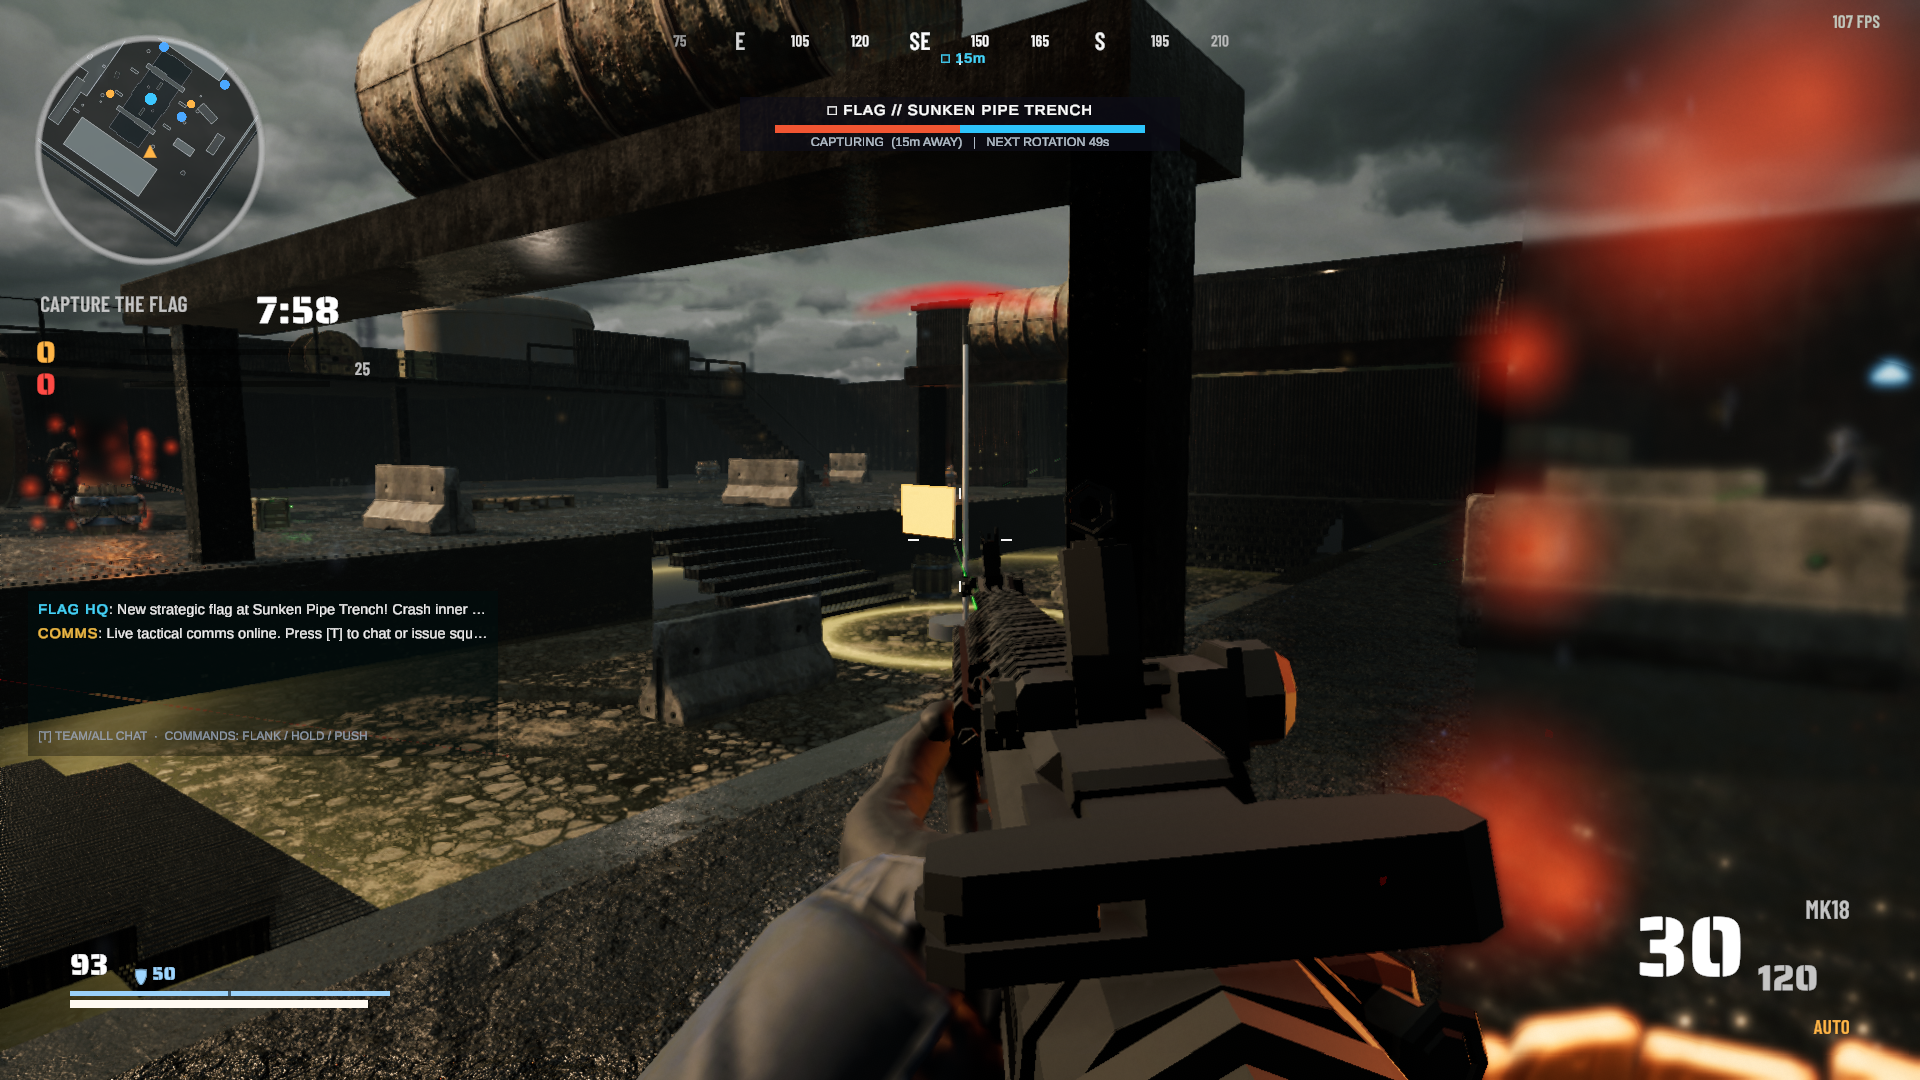 107 FPS
75 E 105 120 SE 150 165 S 195 210
15m
FLAG // SUNKEN PIPE TRENCH
CAPTURING (15m AWAY) | NEXT ROTATION 49s
CAPTURE THE FLAG 7:58
0
0
25
FLAG HQ: New strategic flag at Sunken Pipe Trench! Crash inner ...
COMMS: Live tactical comms online. Press [T] to chat or issue squ...
[T] TEAM/ALL CHAT · COMMANDS: FLANK / HOLD / PUSH
93 50
MK18
30 120
AUTO